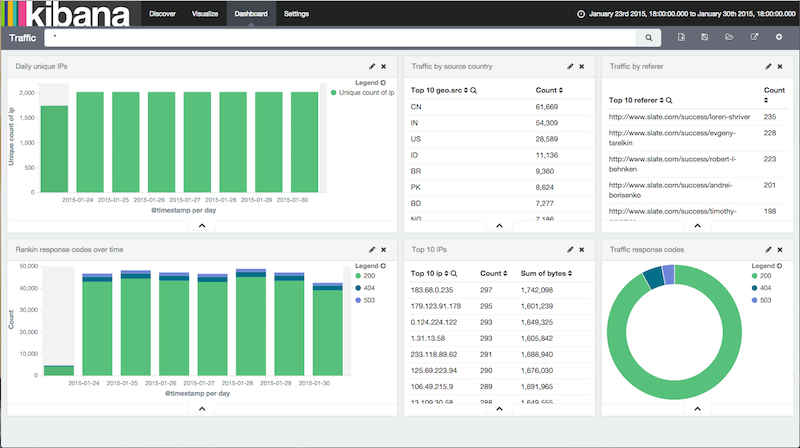 kibana
Discover
Visualize
Dashboard
Settings
January 23rd 2015, 18:00:00.000 to January 30th 2015, 18:00:00.000
Traffic
*
Daily unique IPs
Legend
Unique count of ip
Unique count of ip
2,000
1,500
1,000
500
0
2015-01-24 2015-01-25 2015-01-26 2015-01-27 2015-01-28 2015-01-29 2015-01-30
@timestamp per day
Traffic by source country
Top 10 geo.src Count
CN 61,669
IN 54,309
US 28,589
ID 11,136
BR 9,360
PK 8,624
BD 7,277
NG 7,186
Traffic by referer
Top 10 referer Count
http://www.slate.com/success/loren-shriver 235
http://www.slate.com/success/evgeny- 228
tarelkin
http://www.slate.com/success/robert-l- 223
behnken
http://www.slate.com/success/andrei- 201
borisenko
http://www.slate.com/success/timothy- 198
Rankin response codes over time
Legend
200
404
503
Count
50,000
40,000
30,000
20,000
10,000
0
2015-01-24 2015-01-25 2015-01-26 2015-01-27 2015-01-28 2015-01-29 2015-01-30
@timestamp per day
Top 10 IPs
Top 10 ip Count Sum of bytes
183.68.0.235 297 1,742,098
179.123.91.178 295 1,601,239
0.124.224.122 293 1,649,325
1.31.13.58 293 1,605,842
233.118.89.62 291 1,688,940
125.69.223.94 290 1,676,030
106.49.215.9 289 1,691,965
13.109.30.58 288 1,649,555
Traffic response codes
Legend
200
404
503